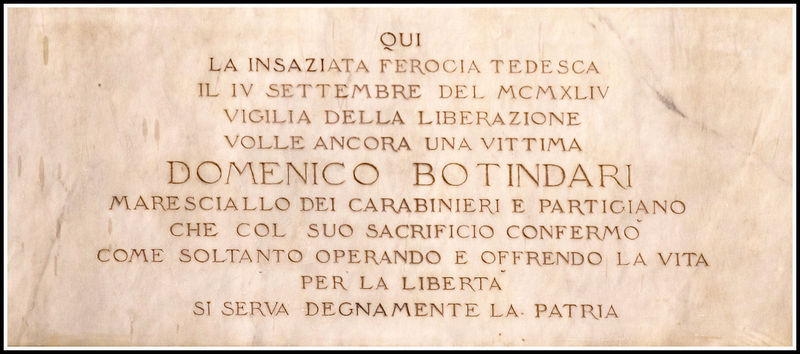 QUI
LA INSAZIATA FEROCIA TEDESCA
IL IV SETTEMBRE DEL MCMXLIV
VIGILIA DELLA LIBERAZIONE
VOLLE ANCORA UNA VITTIMA
DOMENICO BOTINDARI
MARESCIALLO DEI CARABINIERI E PARTIGIANO
CHE COL SUO SACRIFICIO CONFERMÒ
COME SOLTANTO OPERANDO E OFFRENDO LA VITA
PER LA LIBERTÀ
SI SERVA DEGNAMENTE LA PATRIA